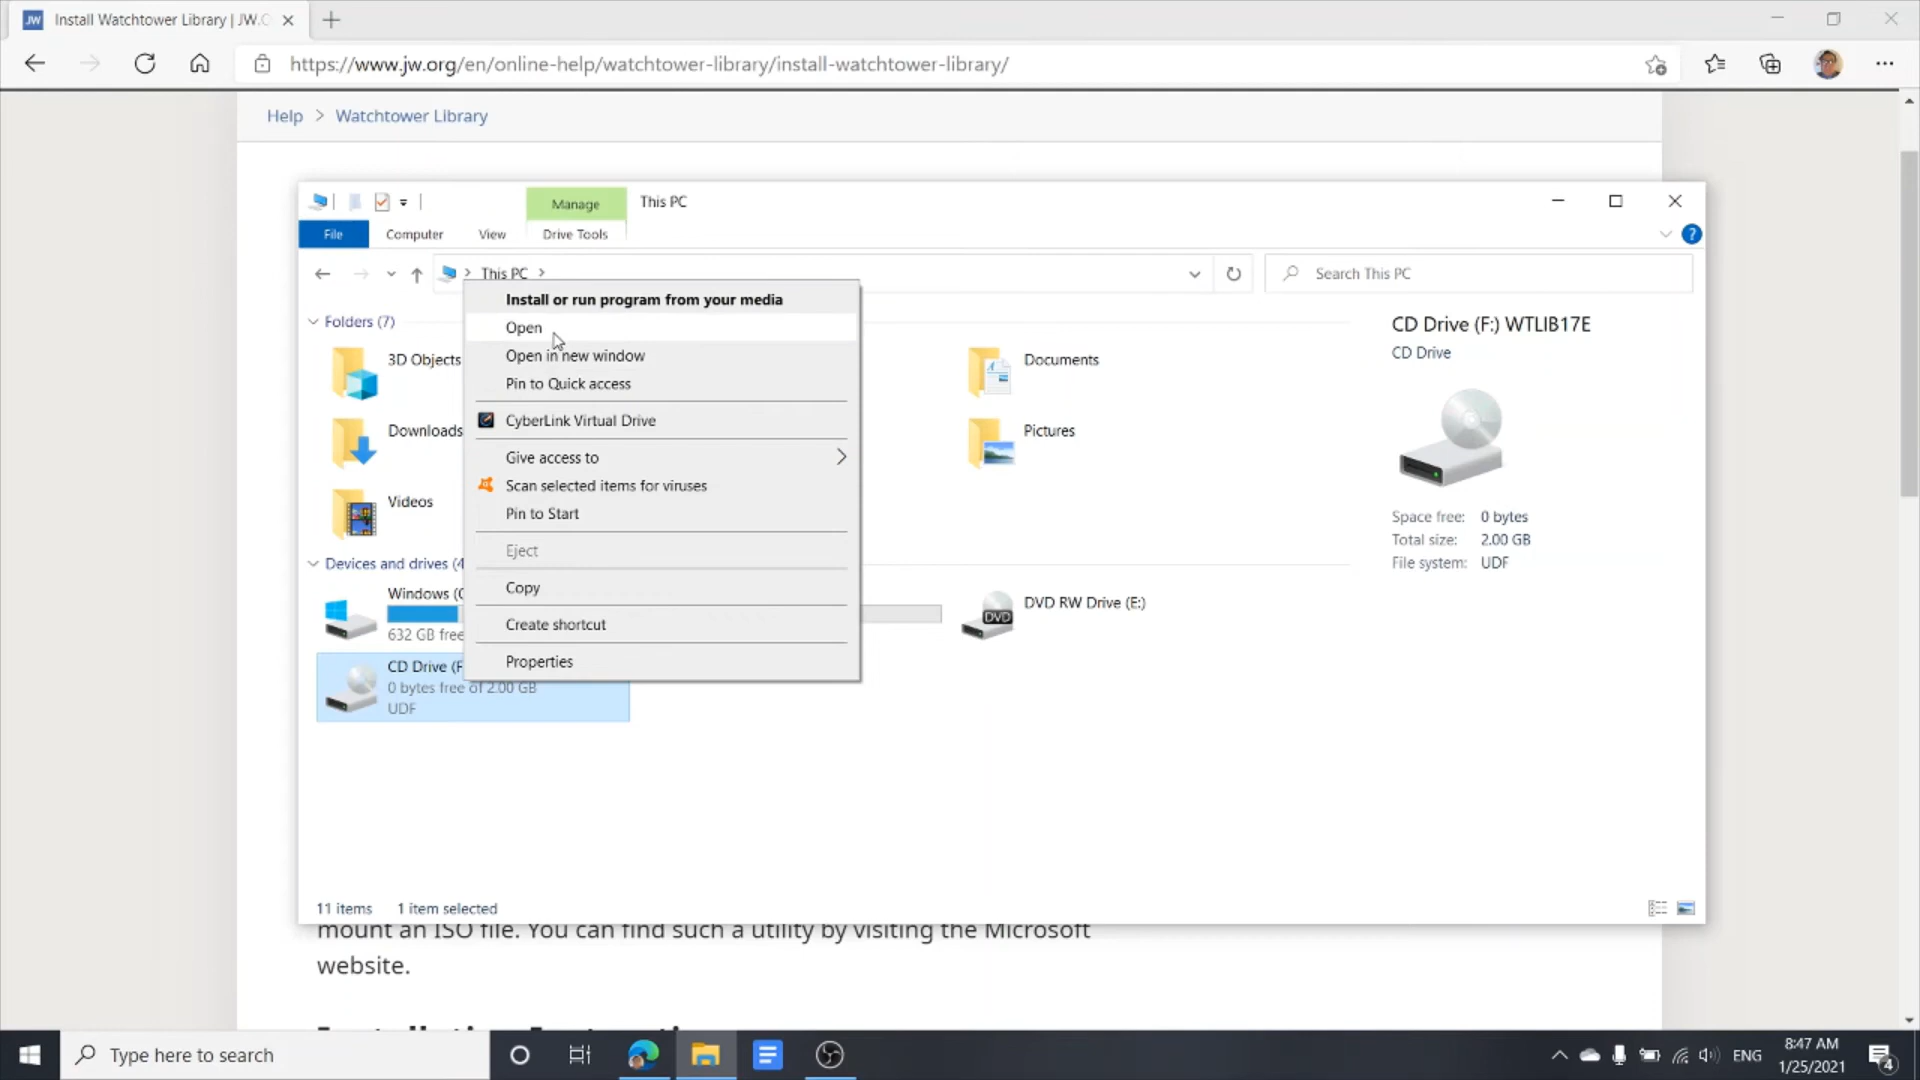 Install Watchtower Library | JW.O
https://www.jw.org/en/online-help/watchtower-library/install-watchtower-library/
Help > Watchtower Library
Manage
This PC
File
Computer
View
Drive Tools
This PC
Search This PC
Folders (7)
3D Objects
Downloads
Videos
Documents
Pictures
Devices and drives (4
Windows (C
632 GB free
DVD RW Drive (E:)
CD Drive (F
0 bytes free of 2.00 GB
UDF
Install or run program from your media
Open
Open in new window
Pin to Quick access
CyberLink Virtual Drive
Give access to
Scan selected items for viruses
Pin to Start
Eject
Copy
Create shortcut
Properties
CD Drive (F:) WTLIB17E
CD Drive
Space free: 0 bytes
Total size: 2.00 GB
File system: UDF
11 items
1 item selected
mount an ISO file. You can find such a utility by visiting the Microsoft
website.
Type here to search
DVD
ENG
8:47 AM
1/25/2021
4